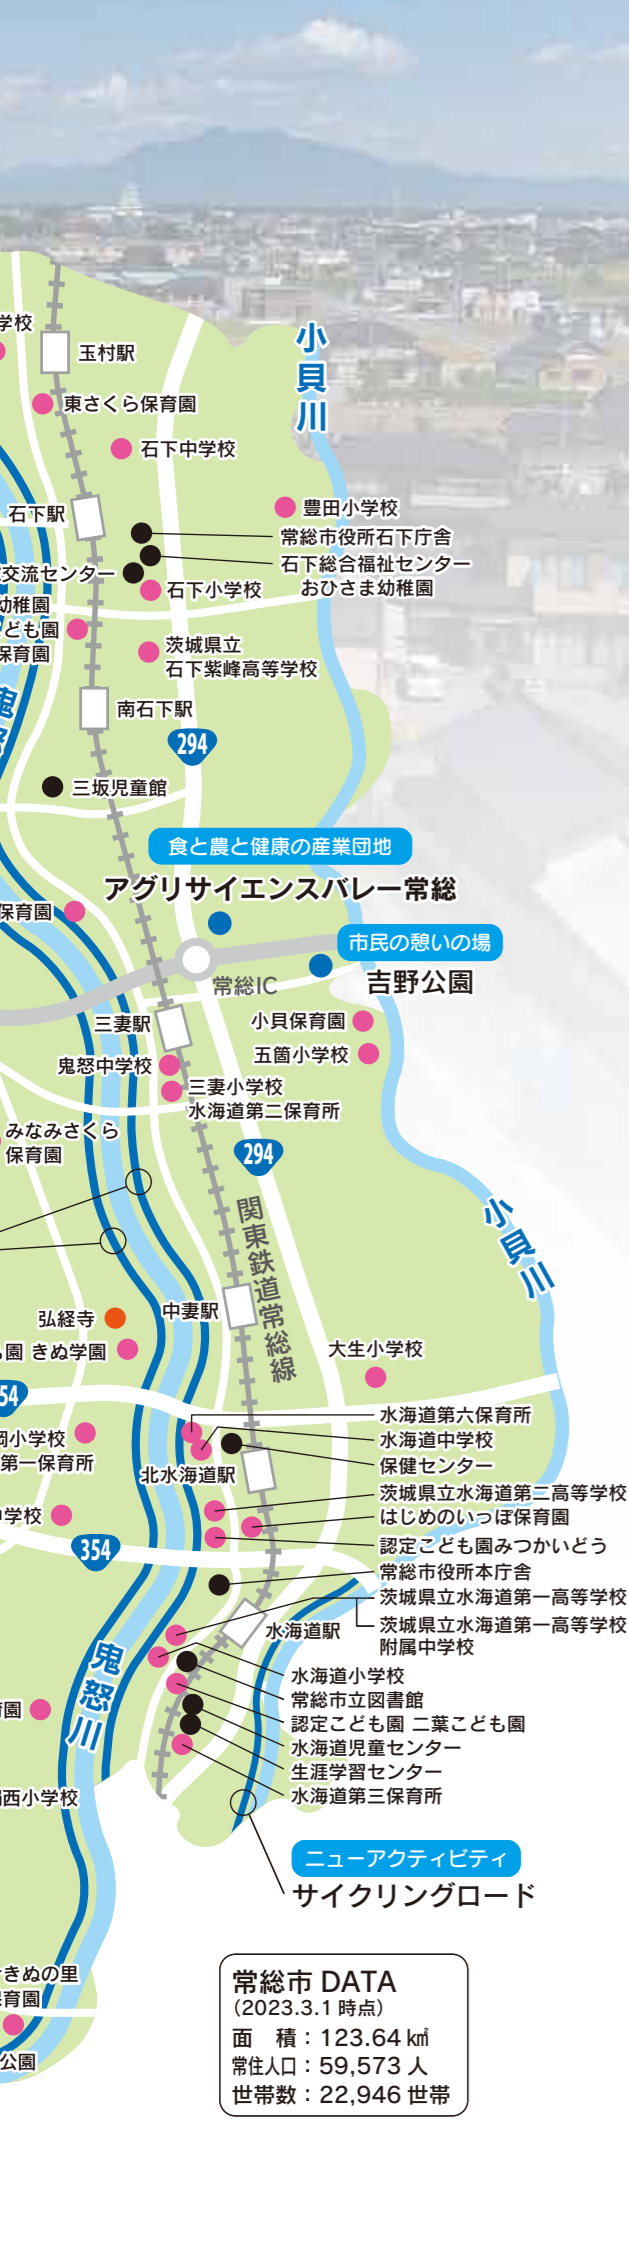 学校
玉村駅
小貝川
東さくら保育園
石下中学校
豊田小学校
石下駅
常総市役所石下庁舎
石下総合福祉センター
交流センター
石下小学校
おひさま幼稚園
幼稚園
ども園
保育園
茨城県立
石下紫峰高等学校
鬼怒
南石下駅
294
三坂児童館
食と農と健康の産業団地
アグリサイエンスバレー常総
保育園
市民の憩いの場
吉野公園
常総IC
三妻駅
小貝保育園
五箇小学校
鬼怒中学校
三妻小学校
水海道第二保育所
みなみさくら
保育園
294
関東鉄道常総線
小貝川
弘経寺
中妻駅
園 きぬ学園
大生小学校
54
水海道第六保育所
岡小学校
水海道中学校
第一保育所
保健センター
北水海道駅
茨城県立水海道第二高等学校
中学校
はじめのいっぽ保育園
認定こども園みつかいどう
354
常総市役所本庁舎
茨城県立水海道第一高等学校
茨城県立水海道第一高等学校
附属中学校
水海道駅
鬼怒川
水海道小学校
常総市立図書館
育園
認定こども園 二葉こども園
水海道児童センター
生涯学習センター
西小学校
水海道第三保育所
ニューアクティビティ
サイクリングロード
きぬの里
保育園
公園
常総市 DATA
（2023.3.1 時点）
面　積：123.64 ㎢
常住人口：59,573 人
世帯数：22,946 世帯